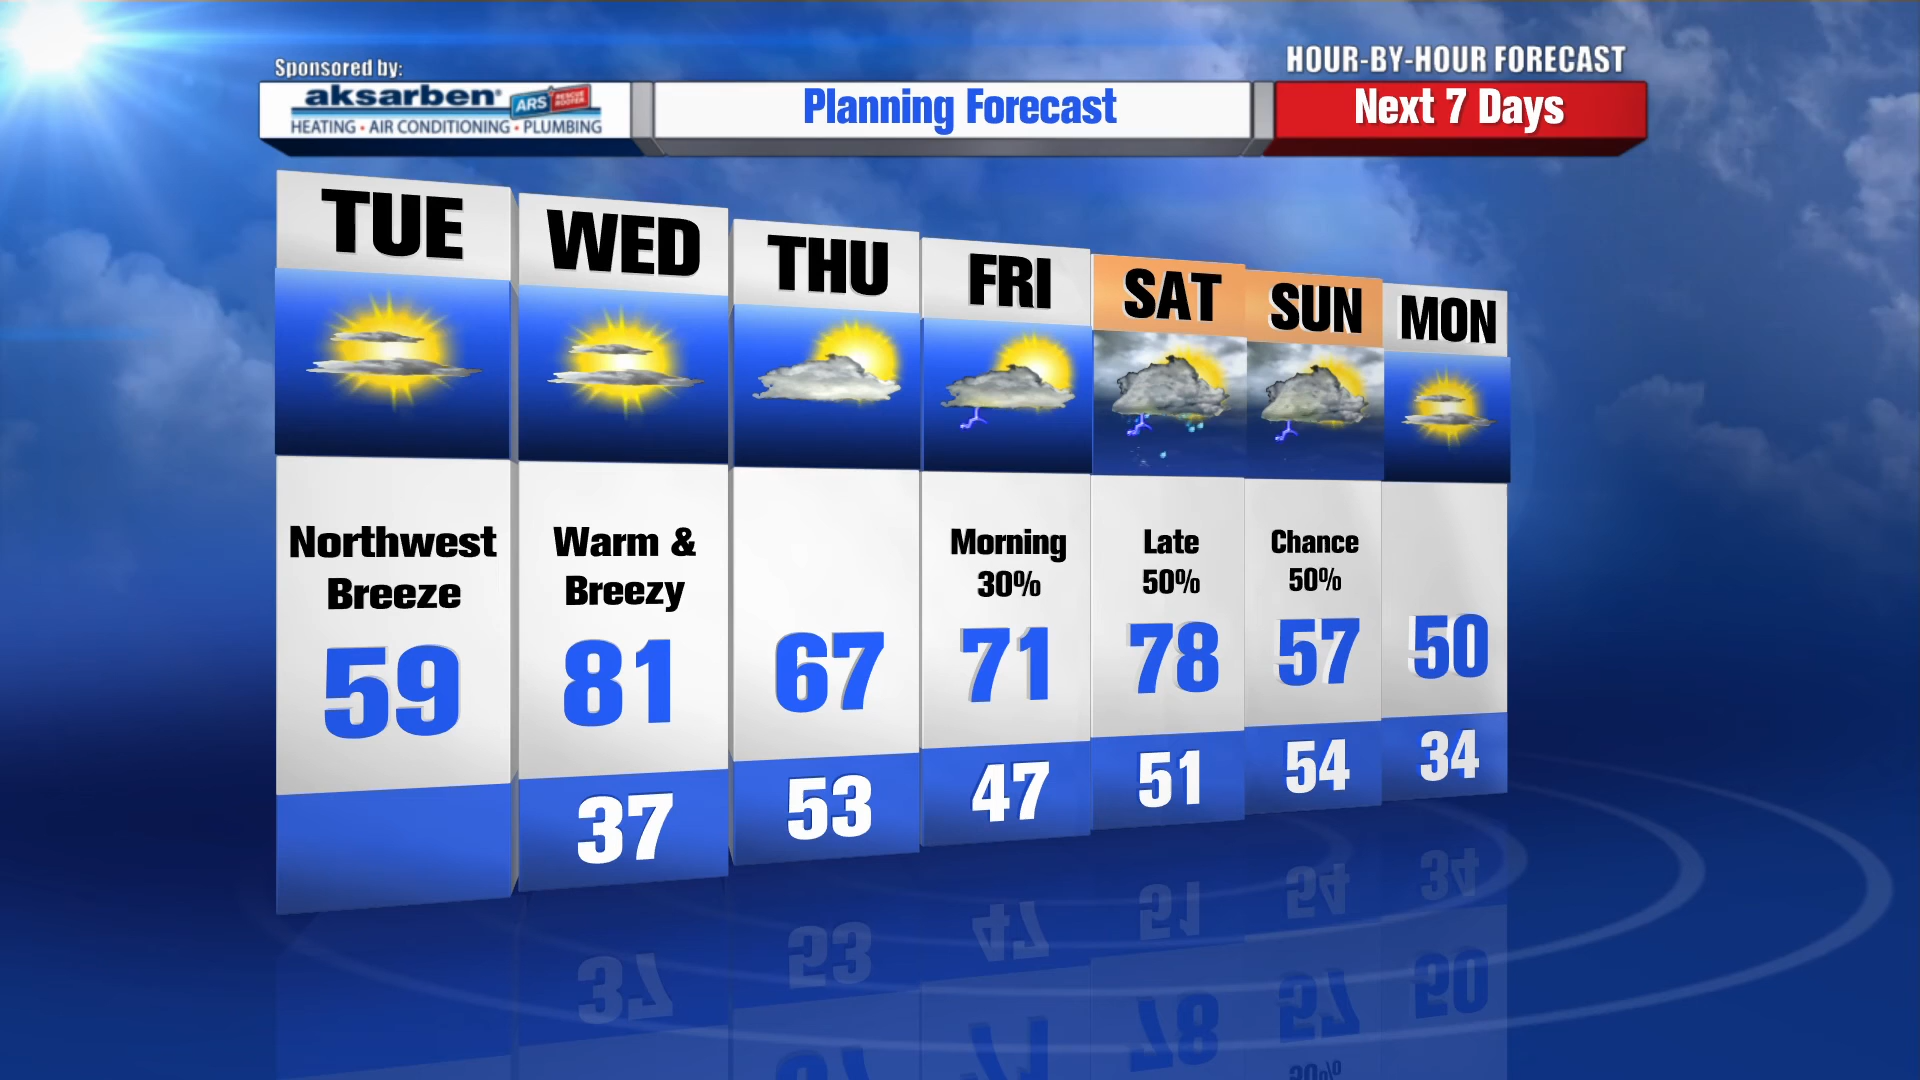 Sponsored by:
aksarben®
ARS RESCUE ROOTER
HEATING • AIR CONDITIONING • PLUMBING
Planning Forecast
HOUR-BY-HOUR FORECAST
Next 7 Days
TUE
Northwest
Breeze
59
WED
Warm &
Breezy
81
37
THU
67
53
FRI
Morning
30%
71
47
SAT
Late
50%
78
51
SUN
Chance
50%
57
54
MON
50
34